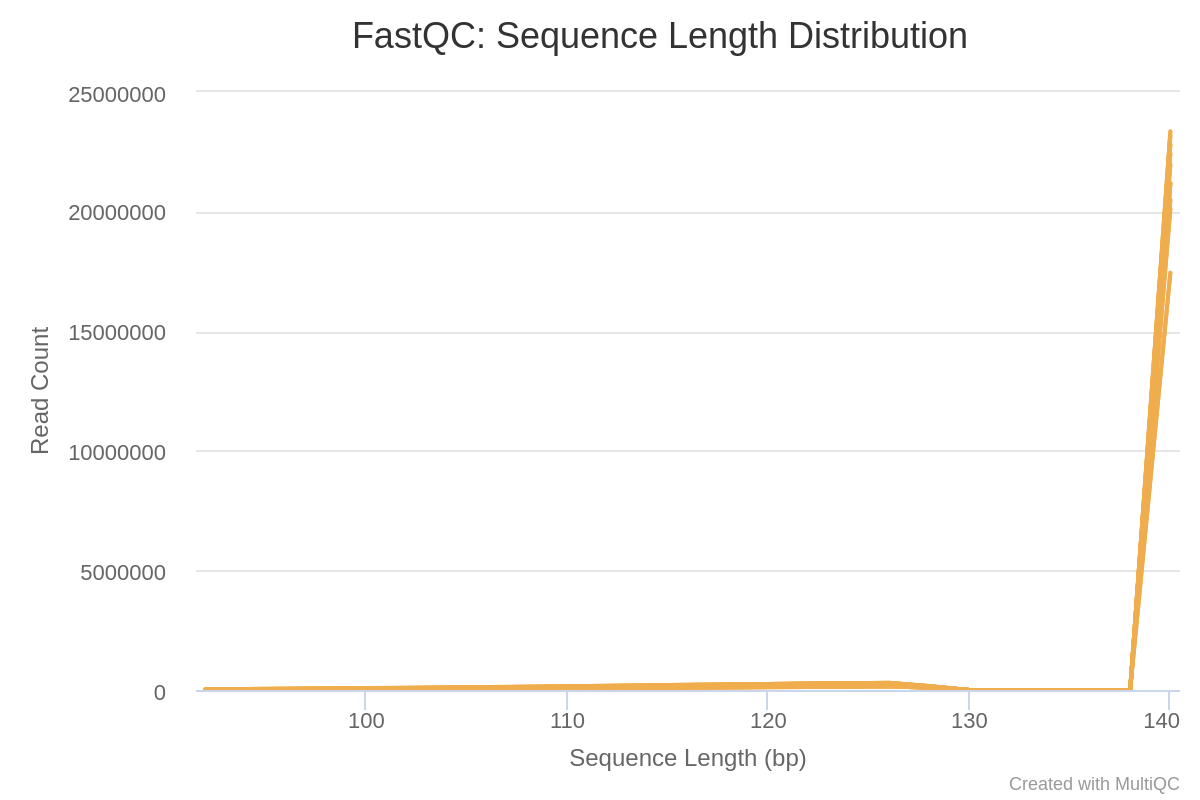 FastQC: Sequence Length Distribution
25000000
20000000
15000000
10000000
5000000
0
Read Count
100 110 120 130 140
Sequence Length (bp)
Created with MultiQC